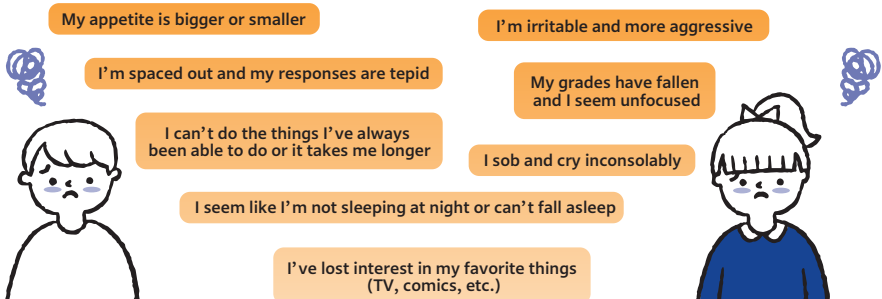 My appetite is bigger or smaller
I'm irritable and more aggressive
I'm spaced out and my responses are tepid
My grades have fallen
and I seem unfocused
I can't do the things I've always
been able to do or it takes me longer
I sob and cry inconsolably
I seem like I'm not sleeping at night or can't fall asleep
I've lost interest in my favorite things
(TV, comics, etc.)